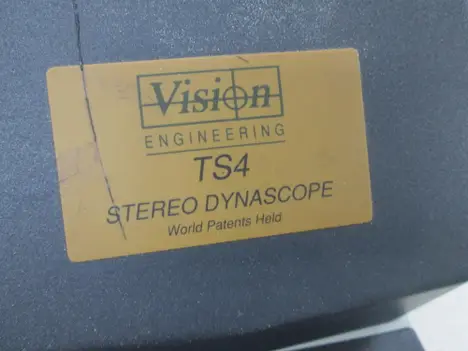 Vision
ENGINEERING
TS4
STEREO DYNASCOPE
World Patents Held